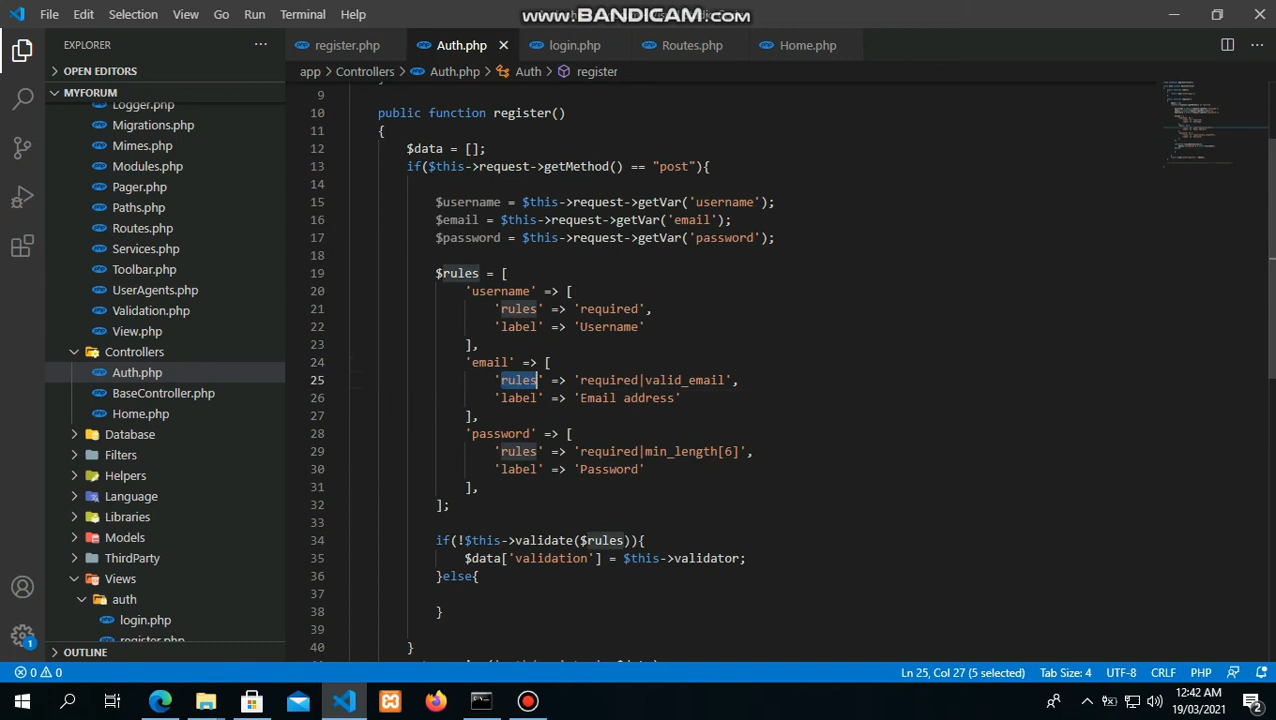 File Edit Selection View Go Run Terminal Help
www.BANDICAM.com
EXPLORER
OPEN EDITORS
MYFORUM
Logger.php
Migrations.php
Mimes.php
Modules.php
Pager.php
Paths.php
Routes.php
Services.php
Toolbar.php
UserAgents.php
Validation.php
View.php
Controllers
Auth.php
BaseController.php
Home.php
Database
Filters
Helpers
Language
Libraries
Models
ThirdParty
Views
auth
login.php
register.php
OUTLINE
register.php Auth.php login.php Routes.php Home.php
app > Controllers > Auth.php > Auth > register
9
10 public function register()
11 {
12 $data = [];
13 if($this->request->getMethod() == "post"){
14
15 $username = $this->request->getVar('username');
16 $email = $this->request->getVar('email');
17 $password = $this->request->getVar('password');
18
19 $rules = [
20 'username' => [
21 'rules' => 'required',
22 'label' => 'Username'
23 ],
24 'email' => [
25 'rules' => 'required|valid_email',
26 'label' => 'Email address'
27 ],
28 'password' => [
29 'rules' => 'required|min_length[6]',
30 'label' => 'Password'
31 ],
32 ];
33
34 if(!$this->validate($rules)){
35 $data['validation'] = $this->validator;
36 }else{
37
38 }
39
40 }
0 0 Ln 25, Col 27 (5 selected) Tab Size: 4 UTF-8 CRLF PHP
1
12:42 AM
19/03/2021
2